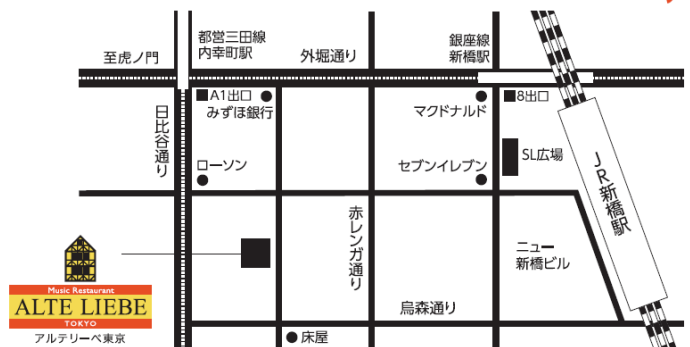 都営三田線
内幸町駅
至虎ノ門
外堀通り
銀座線
新橋駅
A1出口
みずほ銀行
マクドナルド
8出口
日比谷通り
ローソン
セブンイレブン
SL広場
JR新橋駅
赤レンガ通り
ニュー
新橋ビル
烏森通り
床屋
Music Restaurant
ALTE LIEBE
TOKYO
アルテリーベ東京